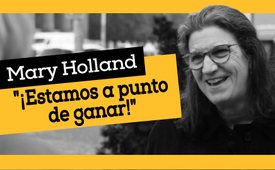 Mary Holland
"¡Estamos a punto
de ganar!"